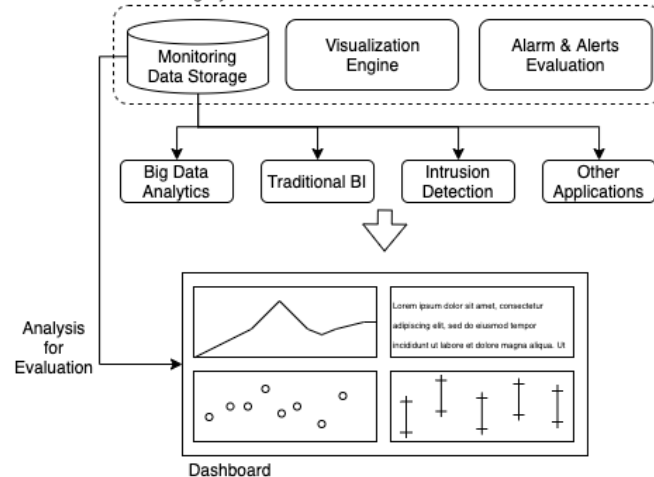 Monitoring
Data Storage
Visualization
Engine
Alarm & Alerts
Evaluation
Big Data
Analytics
Traditional BI
Intrusion
Detection
Other
Applications
Analysis
for
Evaluation
Lorem ipsum dolor sit amet, consectetur
adipiscing elit, sed do eiusmod tempor
incididunt ut labore et dolore magna aliqua. Ut
Dashboard